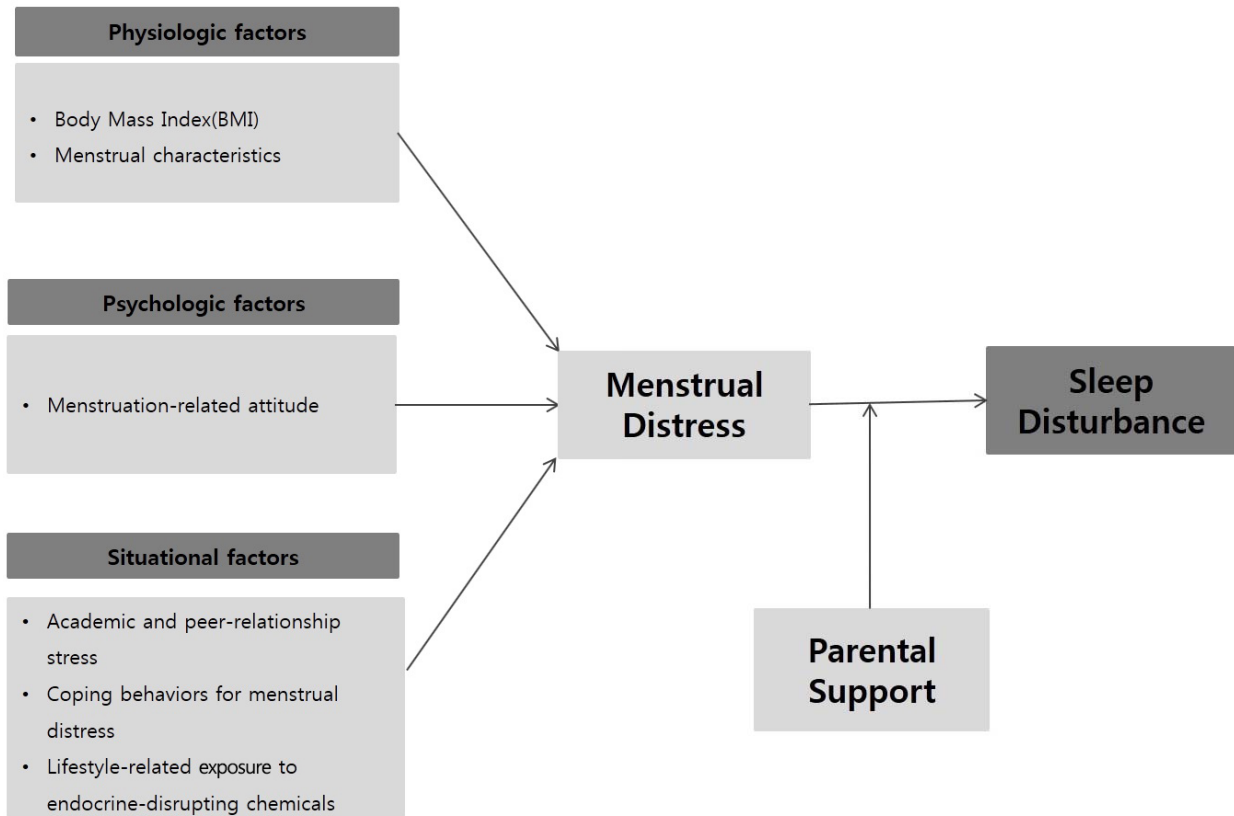 Physiologic factors
• Body Mass Index(BMI)
• Menstrual characteristics
Psychologic factors
• Menstruation-related attitude
Situational factors
• Academic and peer-relationship
stress
• Coping behaviors for menstrual
distress
• Lifestyle-related exposure to
endocrine-disrupting chemicals
Menstrual
Distress
Parental
Support
Sleep
Disturbance